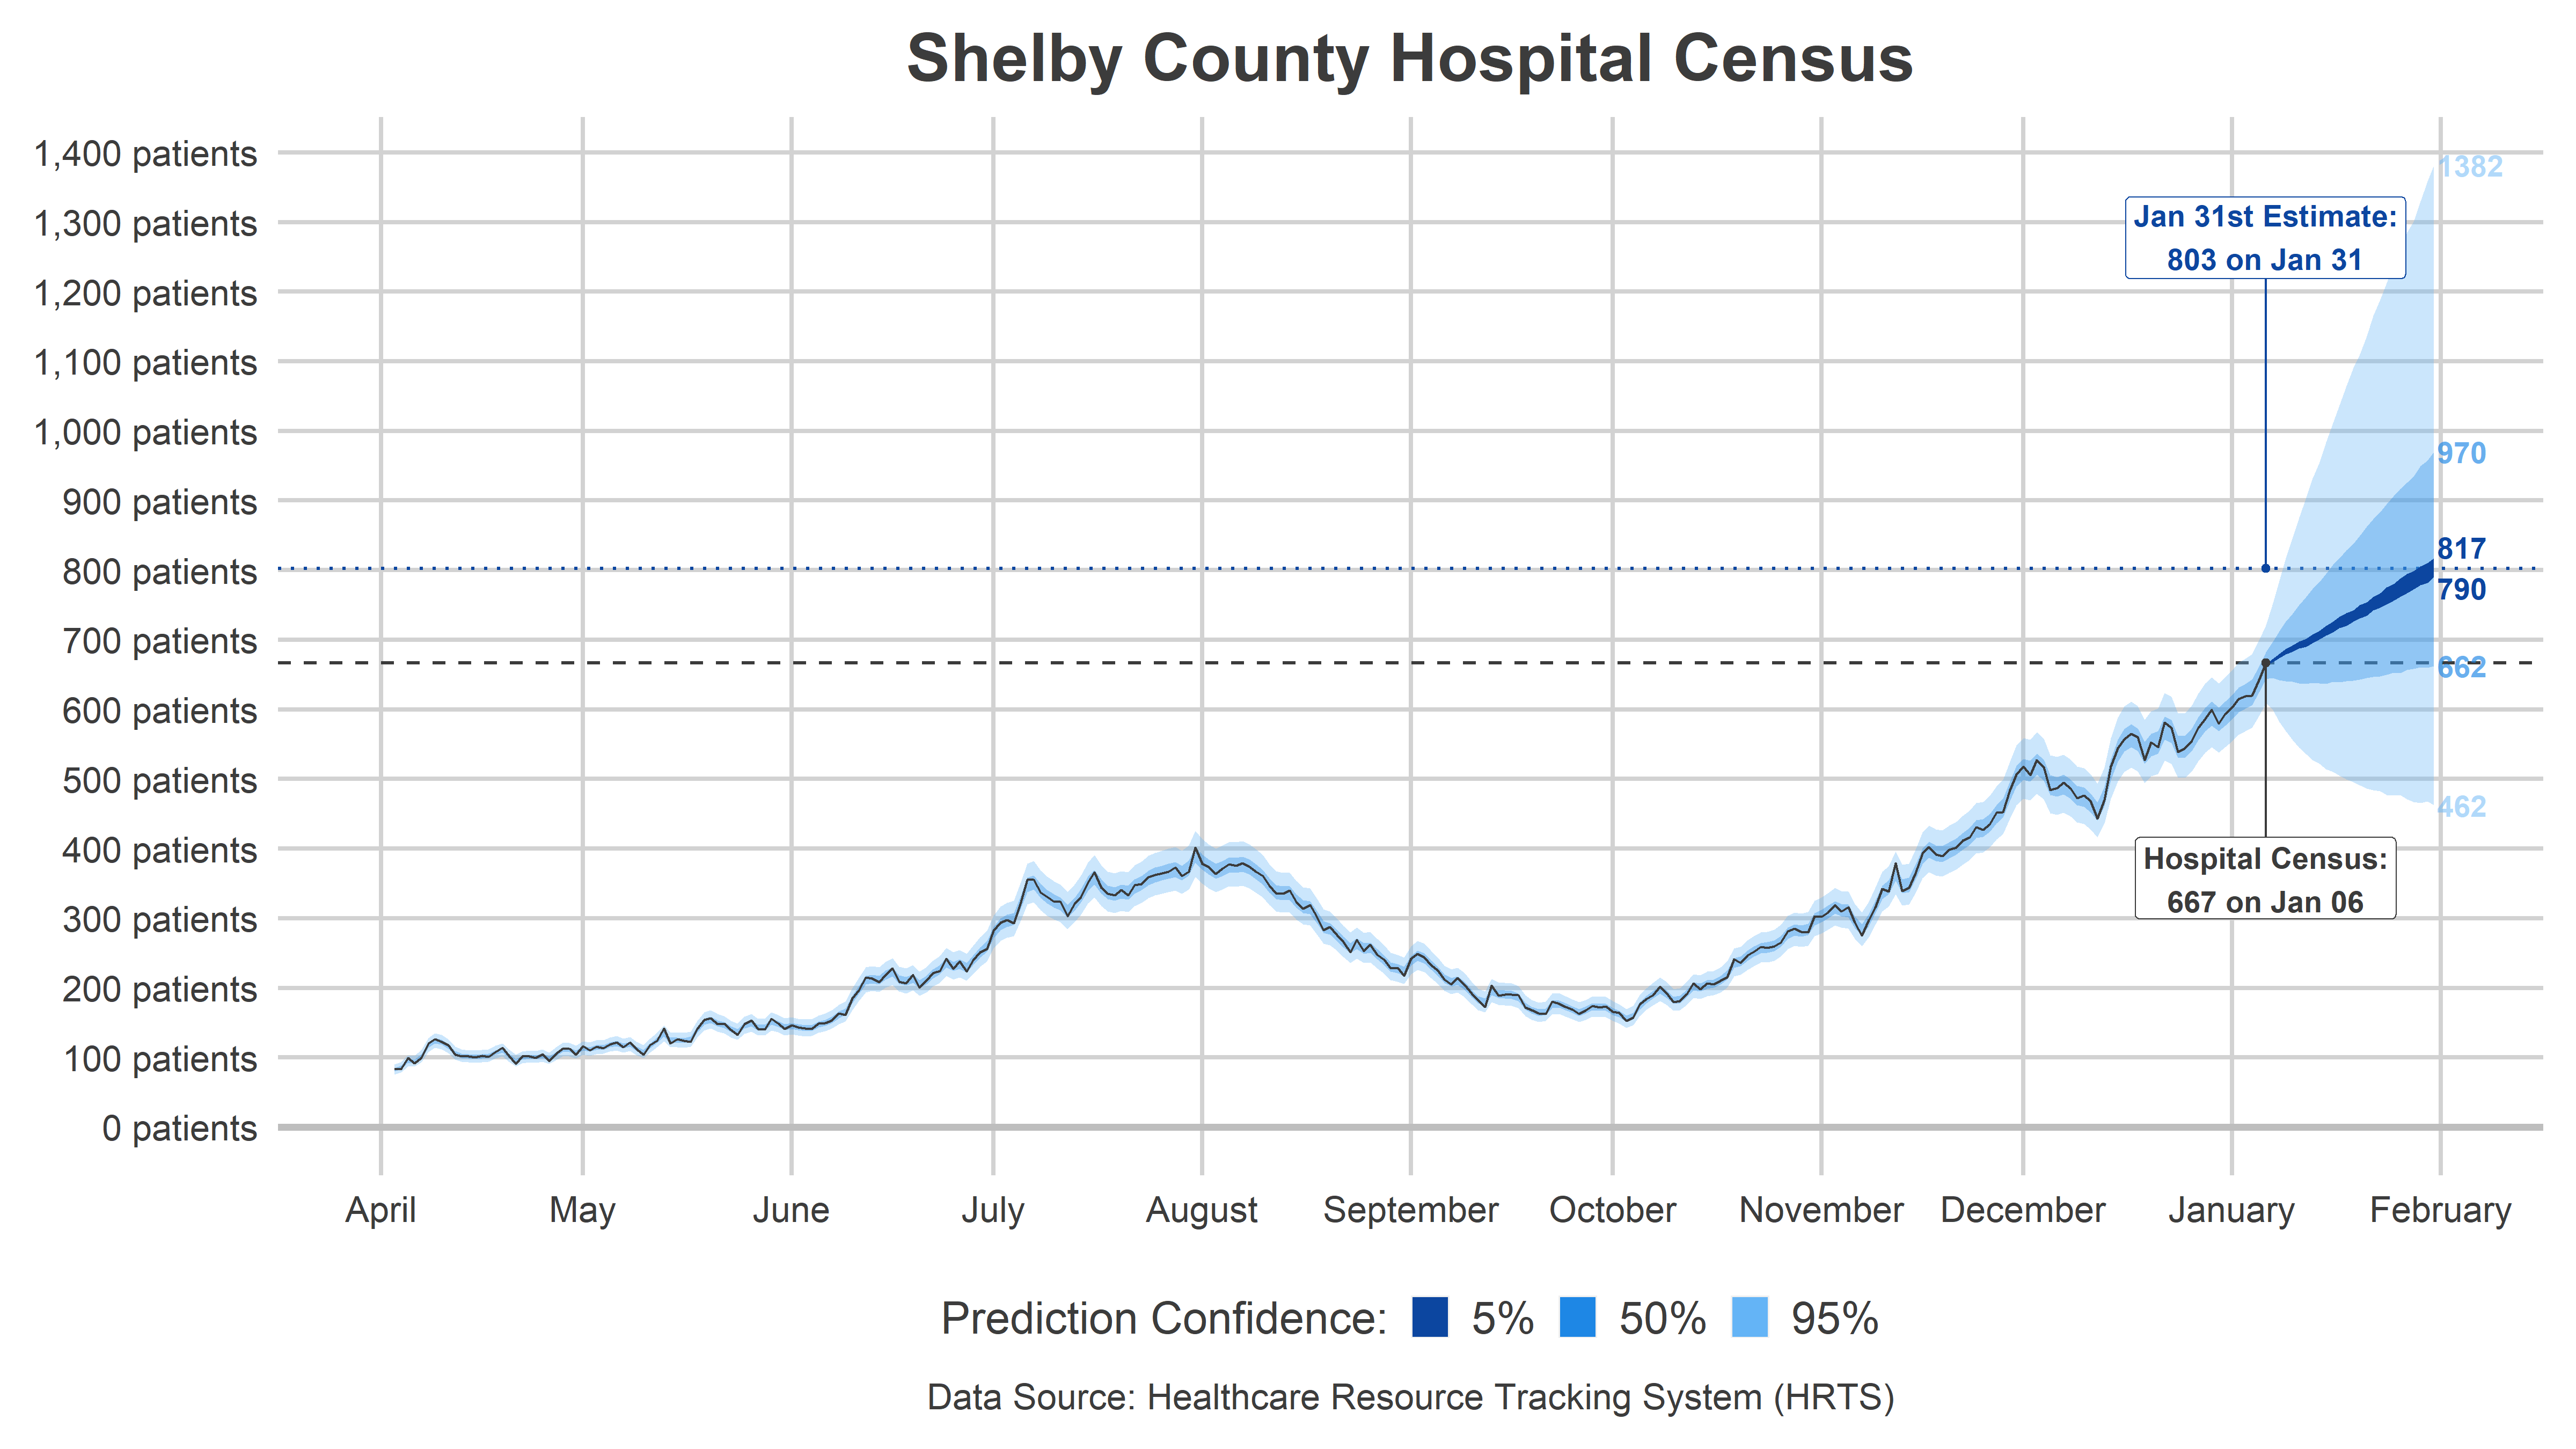 Shelby County Hospital Census
1,400 patients
1,300 patients
1,200 patients
1,100 patients
1,000 patients
900 patients
800 patients
700 patients
600 patients
500 patients
400 patients
300 patients
200 patients
100 patients
0 patients
1382
Jan 31st Estimate:
803 on Jan 31
970
817
790
662
462
Hospital Census:
667 on Jan 06
April May June July August September October November December January February
Prediction Confidence: 5% 50% 95%
Data Source: Healthcare Resource Tracking System (HRTS)